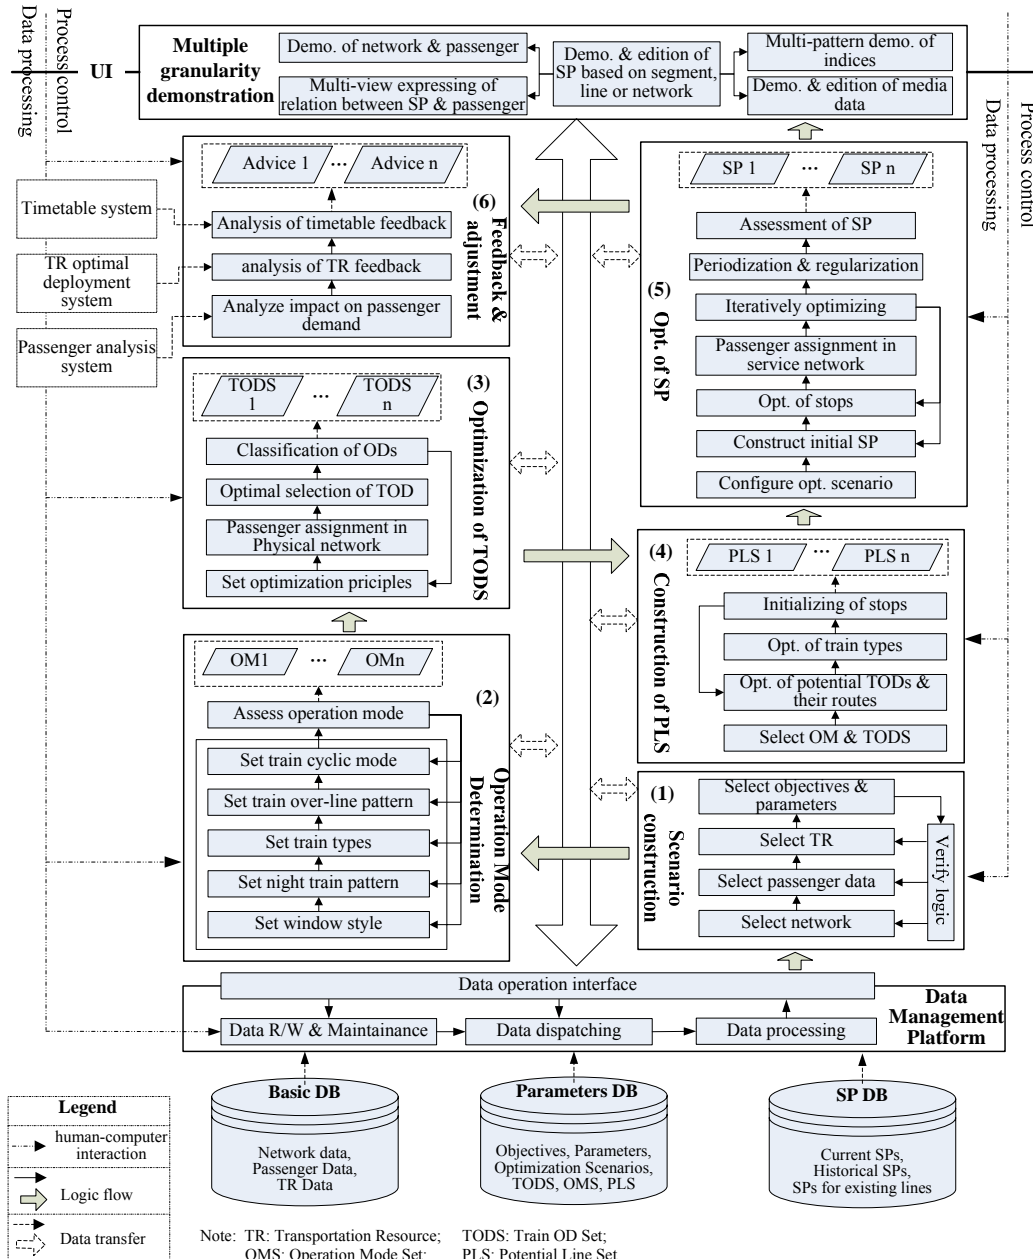 Process control
Data processing
UI
Multiple
granularity
demonstration
Demo. of network & passenger
Multi-view expressing of
relation between SP & passenger
Demo. & edition of
SP based on segment,
line or network
Multi-pattern demo. of
indices
Demo. & edition of media
data
Process control
Data processing
Advice 1
...
Advice n
(6)
Feedback &
adjustment
Analysis of timetable feedback
analysis of TR feedback
Analyze impact on passenger
demand
Timetable system
TR optimal
deployment
system
Passenger analysis
system
SP 1
...
SP n
Assessment of SP
Periodization & regularization
(5)
Opt. of SP
Iteratively optimizing
Passenger assignment in
service network
Opt. of stops
Construct initial SP
Configure opt. scenario
TODS
1
...
TODS
n
(3)
Optimization of TODS
Classification of ODs
Optimal selection of TOD
Passenger assignment in
Physical network
Set optimization priciples
(4)
Construction of PLS
PLS 1
...
PLS n
Initializing of stops
Opt. of train types
Opt. of potential TODs &
their routes
Select OM & TODS
OM1
...
OMn
(2)
Operation Mode
Determination
Assess operation mode
Set train cyclic mode
Set train over-line pattern
Set train types
Set night train pattern
Set window style
(1)
Scenario
construction
Select objectives &
parameters
Select TR
Select passenger data
Select network
Verify logic
Data operation interface
Data R/W & Maintainance
Data dispatching
Data processing
Data
Management
Platform
Basic DB
Network data,
Passenger Data,
TR Data
Parameters DB
Objectives, Parameters,
Optimization Scenarios,
TODS, OMS, PLS
SP DB
Current SPs,
Historical SPs,
SPs for existing lines
Legend
human-computer
interaction
Logic flow
Data transfer
Note: TR: Transportation Resource; TODS: Train OD Set;
OMS: Operation Mode Set; PLS: Potential Line Set